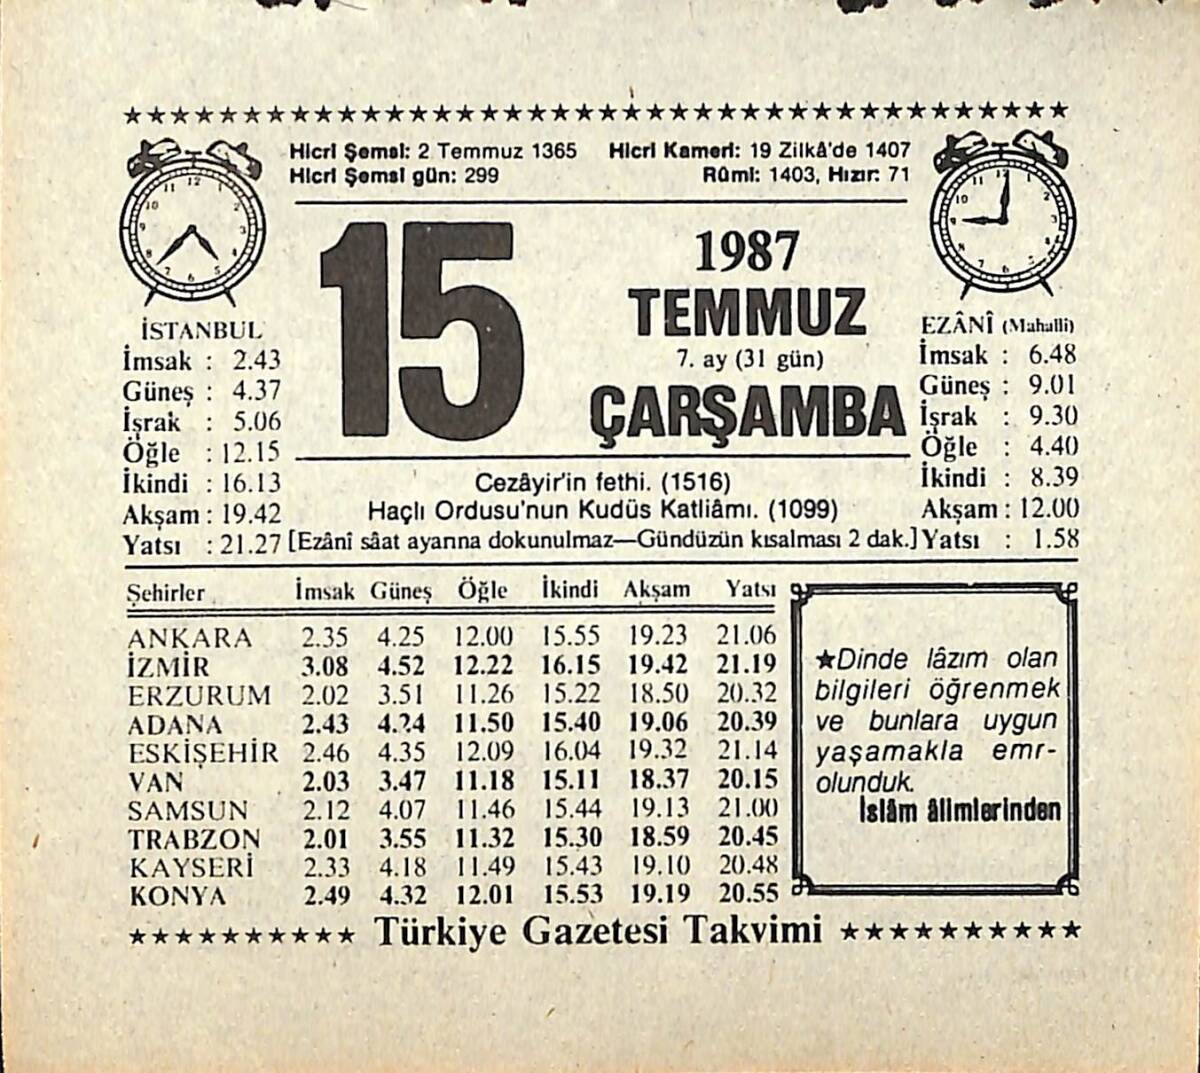 Hicrî Şemsî: 2 Temmuz 1365 Hicrî Kamerî: 19 Zilkâ'de 1407
Hicrî Şemsî gün: 299 Rûmî: 1403, Hızır: 71
15
1987
TEMMUZ
7. ay (31 gün)
ÇARŞAMBA
İSTANBUL
İmsak : 2.43
Güneş : 4.37
İşrak : 5.06
Öğle : 12.15
İkindi : 16.13
Akşam : 19.42
Yatsı : 21.27
EZÂNÎ (Mahalli)
İmsak : 6.48
Güneş : 9.01
İşrak : 9.30
Öğle : 4.40
İkindi : 8.39
Akşam : 12.00
Yatsı : 1.58
Cezâyir'in fethi. (1516)
Haçlı Ordusu'nun Kudüs Katliâmı. (1099)
[Ezânî sâat ayarına dokunulmaz—Gündüzün kısalması 2 dak.]
Şehirler İmsak Güneş Öğle İkindi Akşam Yatsı
ANKARA 2.35 4.25 12.00 15.55 19.23 21.06
İZMİR 3.08 4.52 12.22 16.15 19.42 21.19
ERZURUM 2.02 3.51 11.26 15.22 18.50 20.32
ADANA 2.43 4.24 11.50 15.40 19.06 20.39
ESKİŞEHİR 2.46 4.35 12.09 16.04 19.32 21.14
VAN 2.03 3.47 11.18 15.11 18.37 20.15
SAMSUN 2.12 4.07 11.46 15.44 19.13 21.00
TRABZON 2.01 3.55 11.32 15.30 18.59 20.45
KAYSERİ 2.33 4.18 11.49 15.43 19.10 20.48
KONYA 2.49 4.32 12.01 15.53 19.19 20.55
★Dinde lâzım olan
bilgileri öğrenmek
ve bunlara uygun
yaşamakla emr-
olunduk.
İslâm âlimlerinden
Türkiye Gazetesi Takvimi